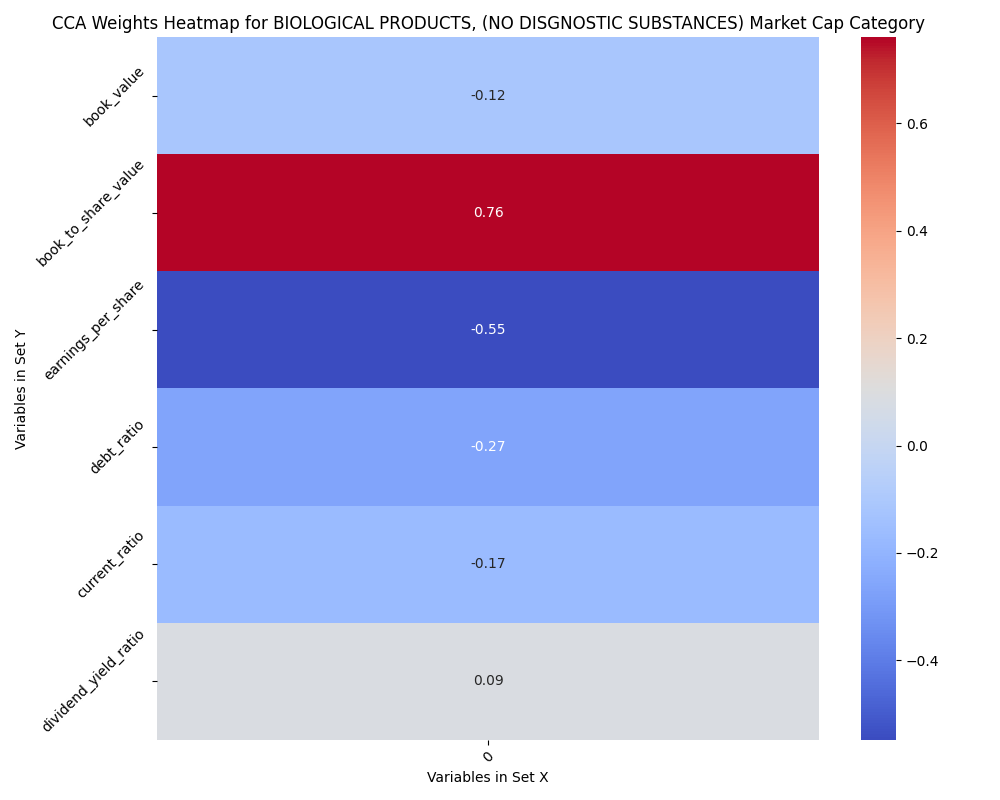 CCA Weights Heatmap for BIOLOGICAL PRODUCTS, (NO DISGNOSTIC SUBSTANCES) Market Cap Category
Variables in Set Y
book_value
-0.12
book_to_share_value
0.76
earnings_per_share
-0.55
debt_ratio
-0.27
current_ratio
-0.17
dividend_yield_ratio
0.09
0
Variables in Set X
0.6
0.4
0.2
0.0
−0.2
−0.4